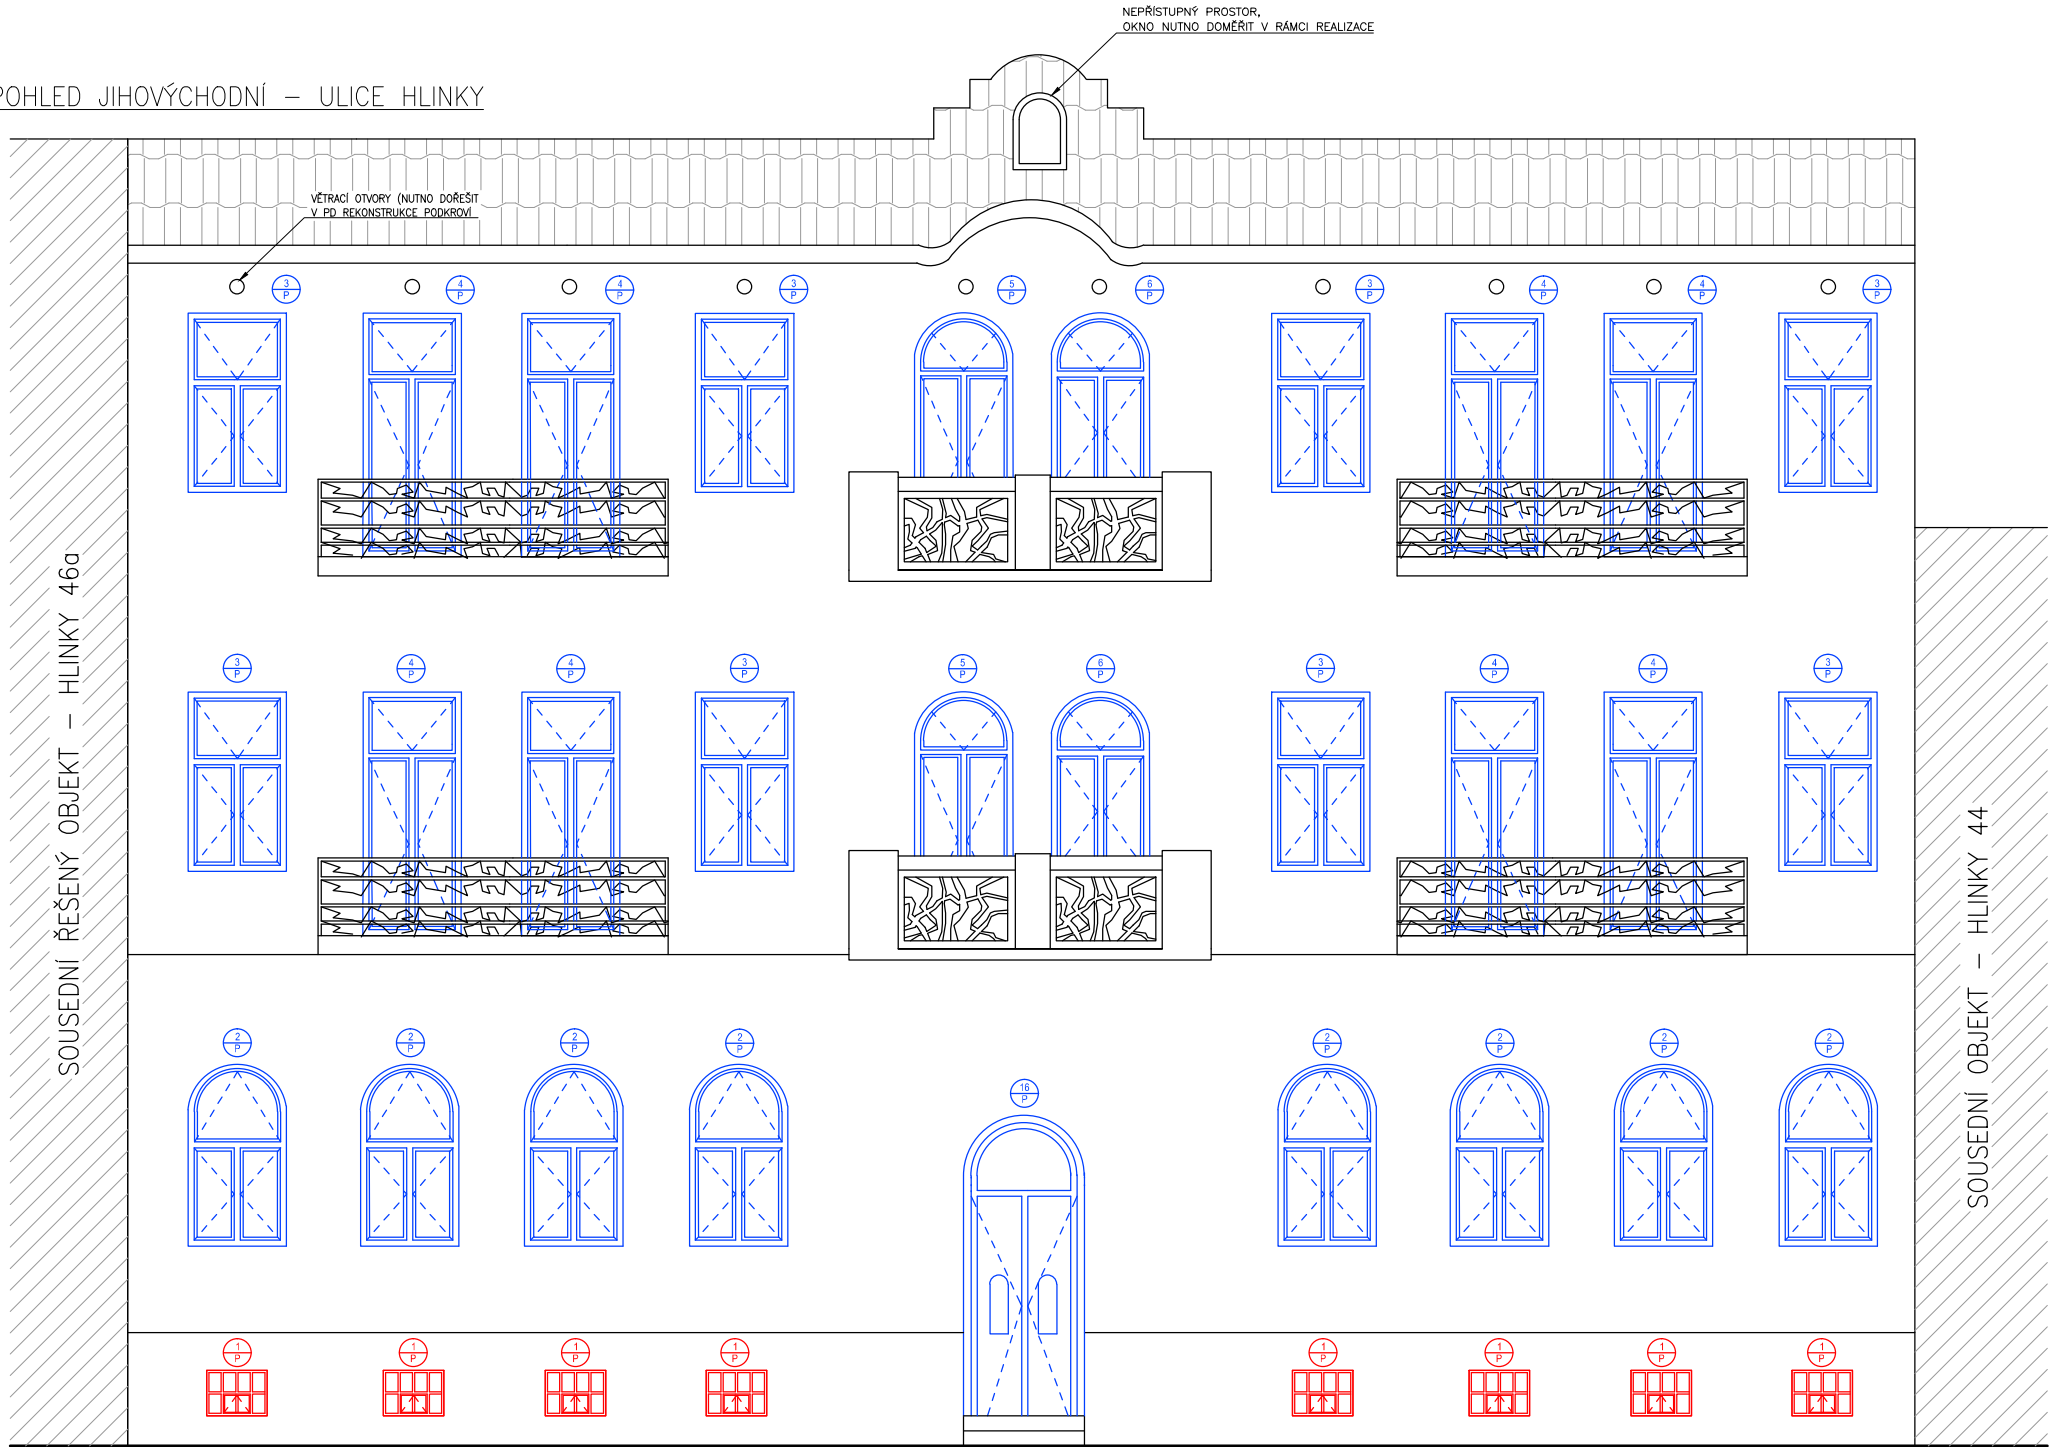 NEPŘÍSTUPNÝ PROSTOR,
OKNO NUTNO DOMĚŘIT V RÁMCI REALIZACE
POHLED JIHOVÝCHODNÍ – ULICE HLINKY
VĚTRACÍ OTVORY (NUTNO DOŘEŠIT
V PD REKONSTRUKCE PODKROVÍ
3 4 4 3 5 6 3 4 4 3
P P P P P P P P P P
SOUSEDNÍ ŘEŠENÝ OBJEKT – HLINKY 46a
3 4 4 3 5 6 3 4 4 3
P P P P P P P P P P
SOUSEDNÍ OBJEKT – HLINKY 44
2 2 2 2 2 2 2 2
P P P P P P P P
16
P
1 1 1 1 1 1 1 1
P P P P P P P P